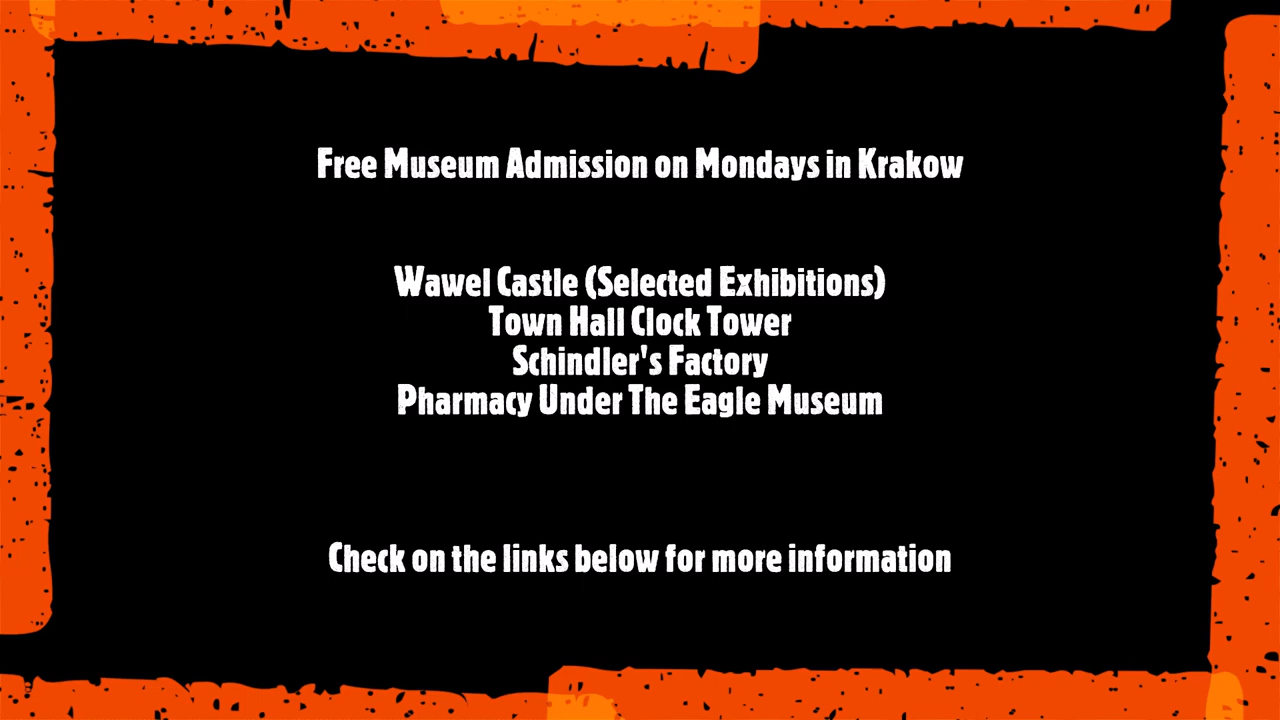 Free Museum Admission on Mondays in Krakow
Wawel Castle (Selected Exhibitions)
Town Hall Clock Tower
Schindler's Factory
Pharmacy Under The Eagle Museum
Check on the links below for more information